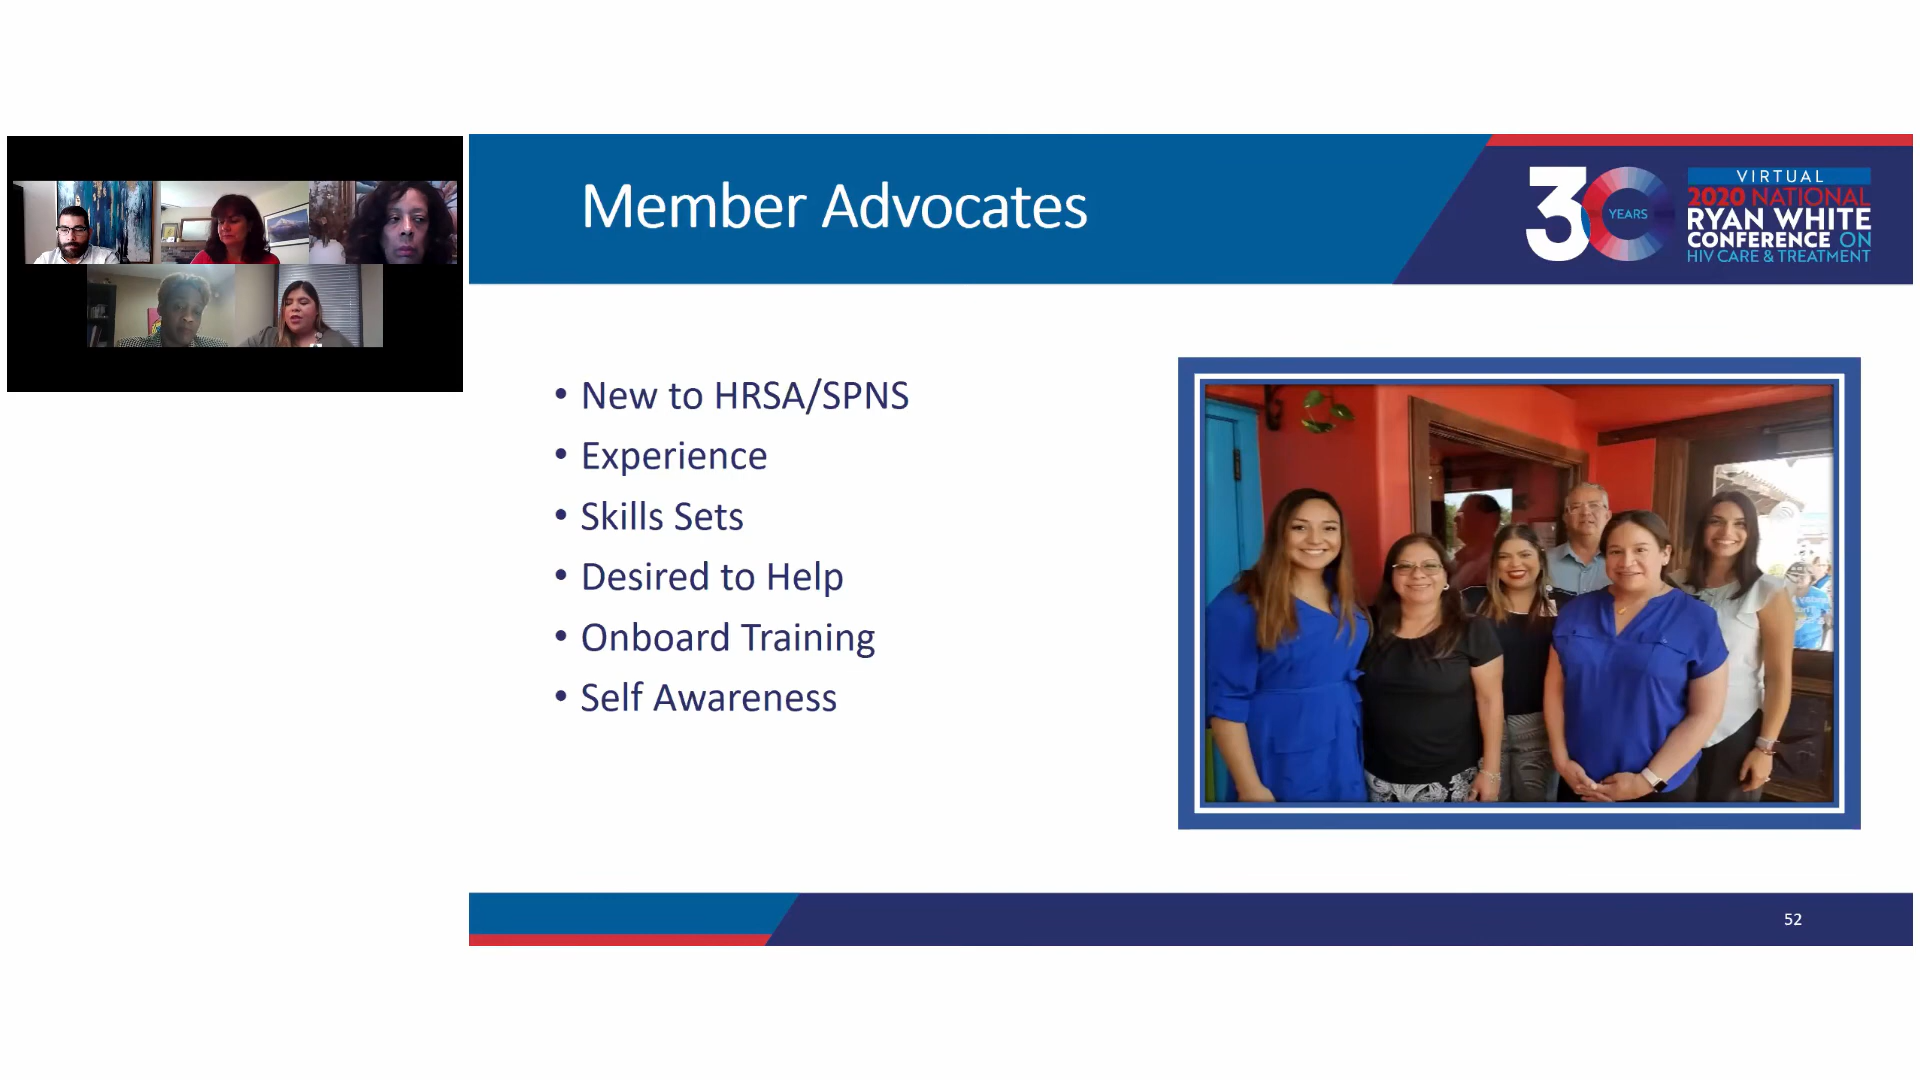 Member Advocates
30
YEARS
VIRTUAL
2020 NATIONAL
RYAN WHITE
CONFERENCE ON
HIV CARE & TREATMENT
• New to HRSA/SPNS
• Experience
• Skills Sets
• Desired to Help
• Onboard Training
• Self Awareness
52